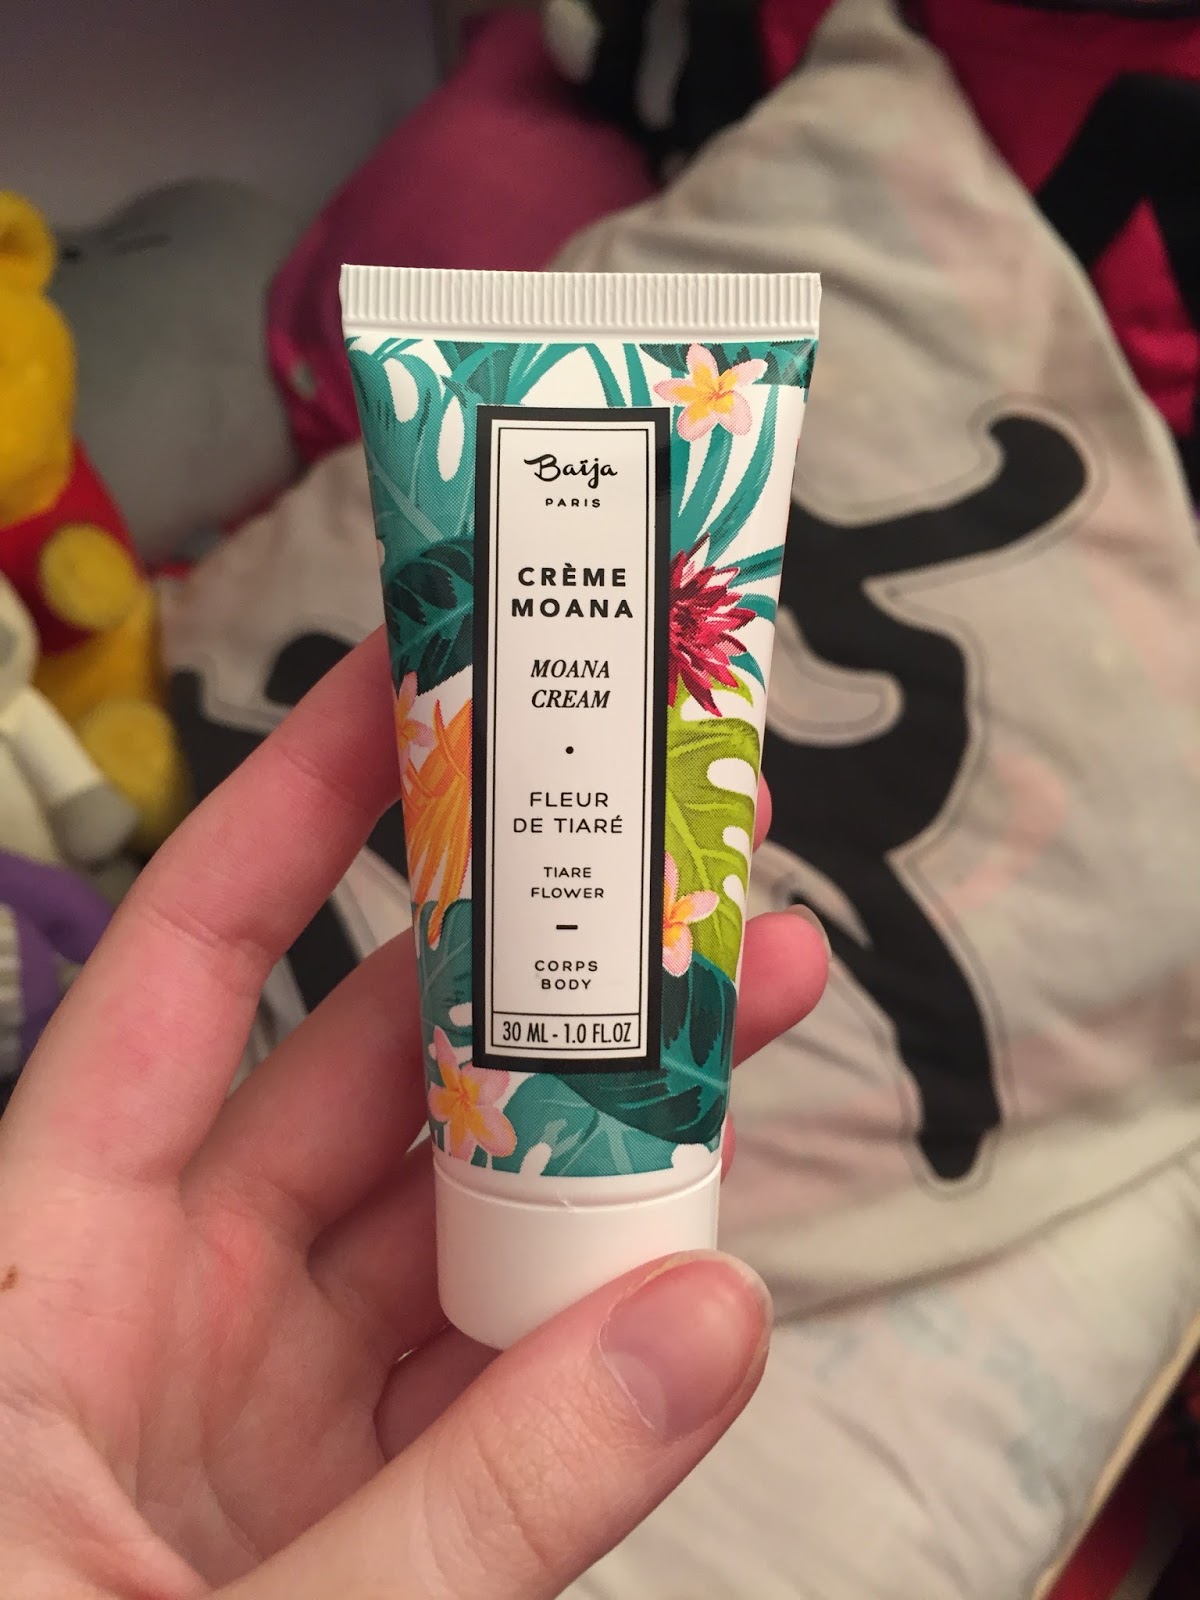 Baïja
PARIS
CRÈME
MOANA
MOANA
CREAM
•
FLEUR
DE TIARÉ
TIARE
FLOWER
–
CORPS
BODY
30 ML - 1.0 FL.OZ